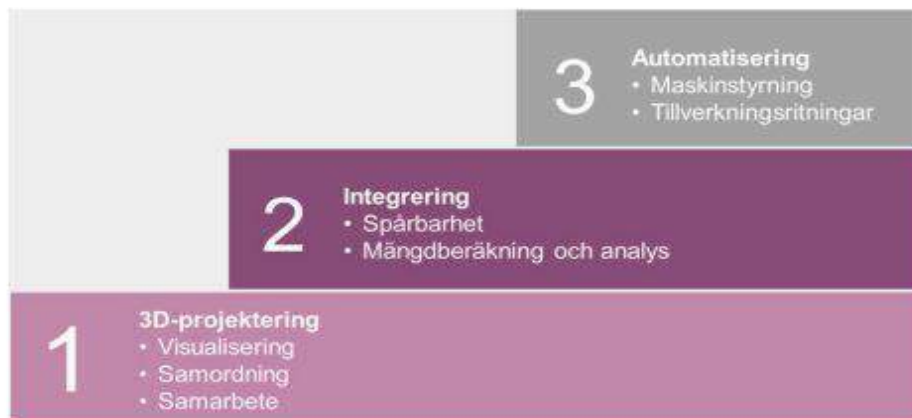 3
Automatisering
• Maskinstyrning
• Tillverkningsritningar
2
Integrering
• Spårbarhet
• Mängdberäkning och analys
1
3D-projektering
• Visualisering
• Samordning
• Samarbete